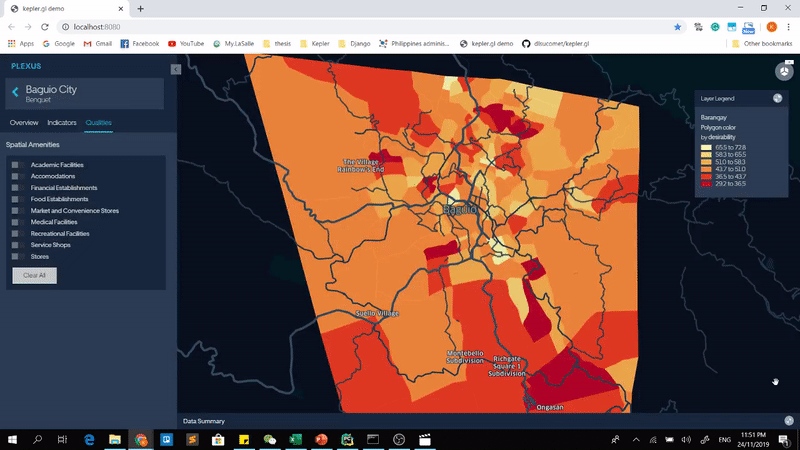 kepler.gl demo
localhost:8080
Apps
Google
Gmail
Facebook
YouTube
My.LaSalle
thesis
Kepler
Django
Philippines adminis...
kepler.gl demo
dlsucomet/kepler.gl
Other bookmarks
PLEXUS
Baguio City
Benguet
Overview
Indicators
Qualities
Spatial Amenities
Academic Facilities
Accomodations
Financial Establishments
Food Establishments
Market and Convenience Stores
Medical Facilities
Recreational Facilities
Service Shops
Stores
Clear All
The Village
Rainbow's End
Baguio
Suello Village
Montebello
Subdivision
Richgate
Square 1
Subdivision
Ongasan
Layer Legend
Barangay
Polygon color
by desirability
65.5 to 72.8
58.3 to 65.5
51.0 to 58.3
43.7 to 51.0
36.5 to 43.7
29.2 to 36.5
Data Summary
ENG
11:51 PM
24/11/2019